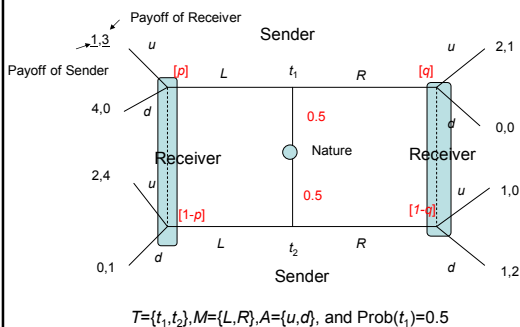 Payoff of Receiver
1,3
u
Sender
u
2,1
Payoff of Sender
[p]
L
t1
R
[q]
4,0
d
0.5
d
0,0
Receiver
Nature
Receiver
2,4
u
0.5
u
1,0
[1-p]
[1-q]
0,1
d
L
t2
R
d
1,2
Sender
T={t1,t2},M={L,R},A={u,d}, and Prob(t1)=0.5